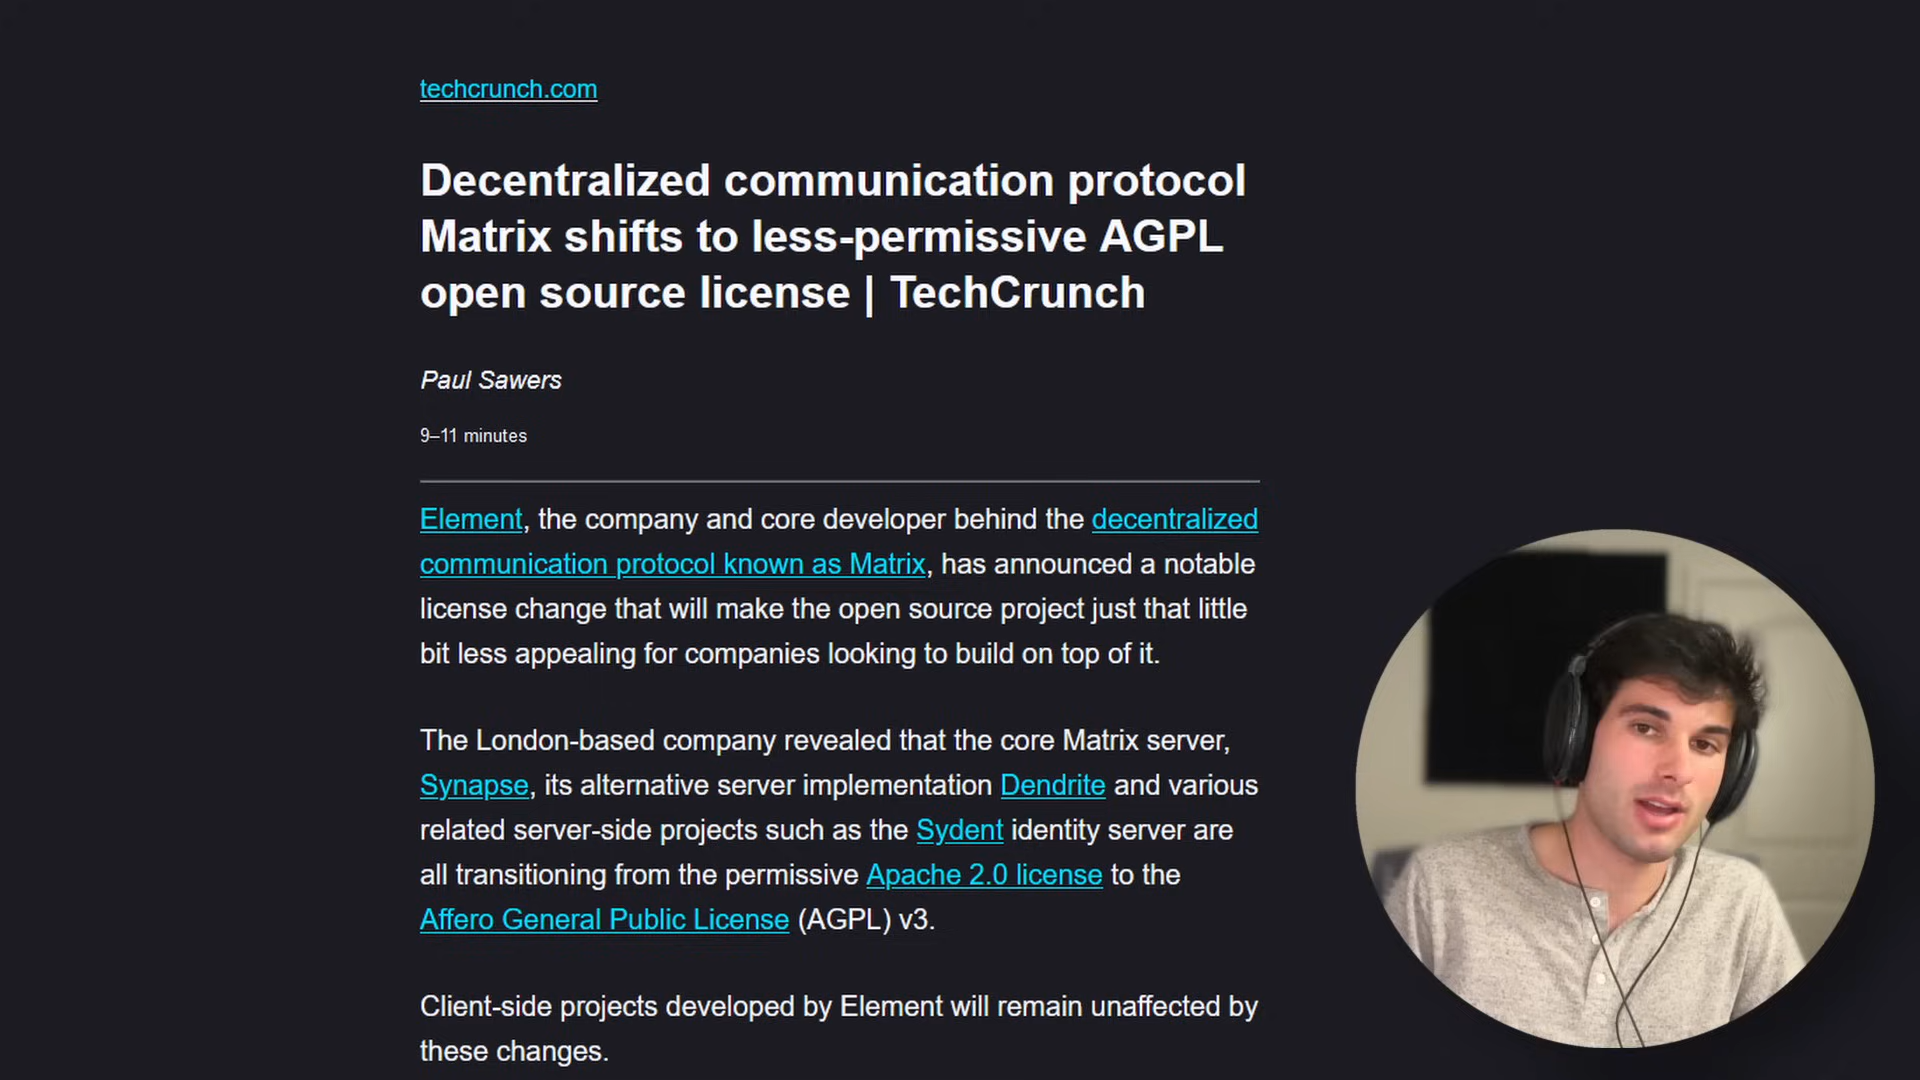 techcrunch.com
Decentralized communication protocol
Matrix shifts to less-permissive AGPL
open source license | TechCrunch
Paul Sawers
9–11 minutes
Element, the company and core developer behind the decentralized
communication protocol known as Matrix, has announced a notable
license change that will make the open source project just that little
bit less appealing for companies looking to build on top of it.
The London-based company revealed that the core Matrix server,
Synapse, its alternative server implementation Dendrite and various
related server-side projects such as the Sydent identity server are
all transitioning from the permissive Apache 2.0 license to the
Affero General Public License (AGPL) v3.
Client-side projects developed by Element will remain unaffected by
these changes.